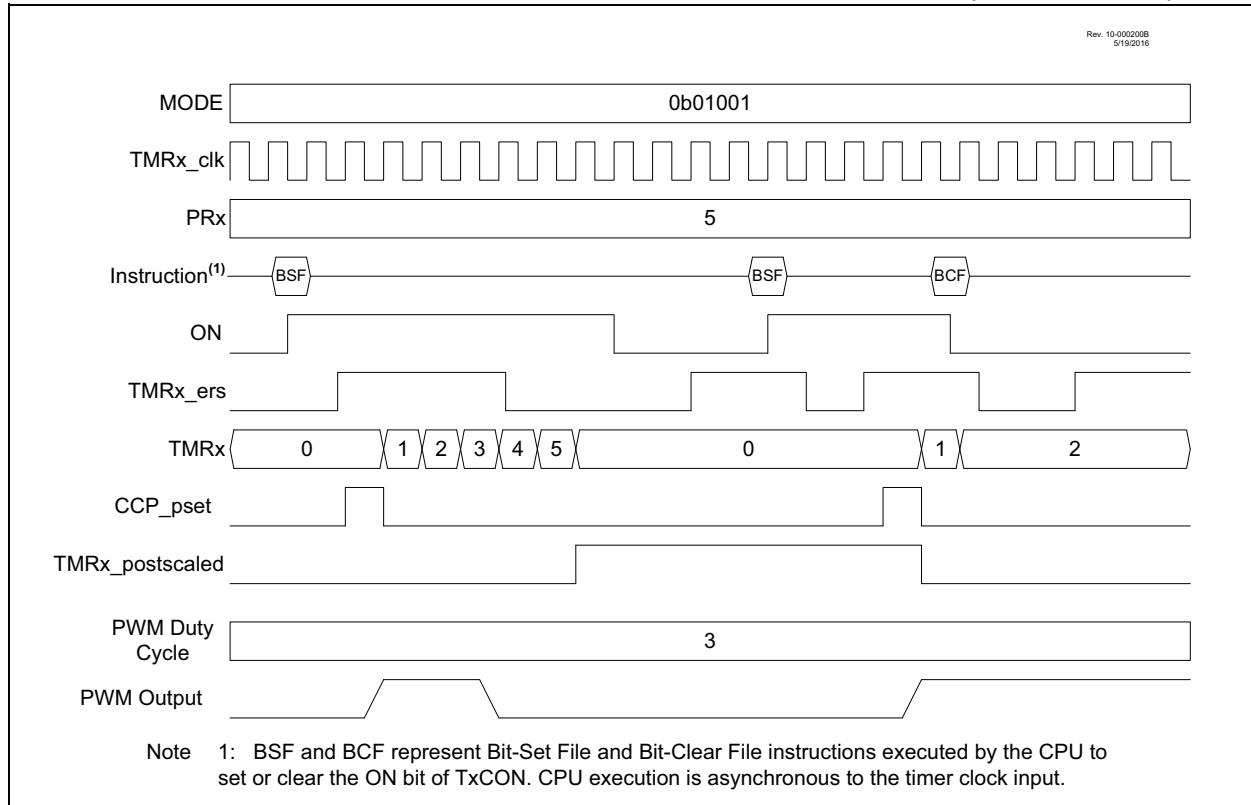 Rev. 10-000200B
5/19/2016
MODE 0b01001
TMRx_clk
PRx 5
Instruction(1) BSF BSF BCF
ON
TMRx_ers
TMRx 0 1 2 3 4 5 0 1 2
CCP_pset
TMRx_postscaled
PWM Duty
Cycle 3
PWM Output
Note 1: BSF and BCF represent Bit-Set File and Bit-Clear File instructions executed by the CPU to
set or clear the ON bit of TxCON. CPU execution is asynchronous to the timer clock input.